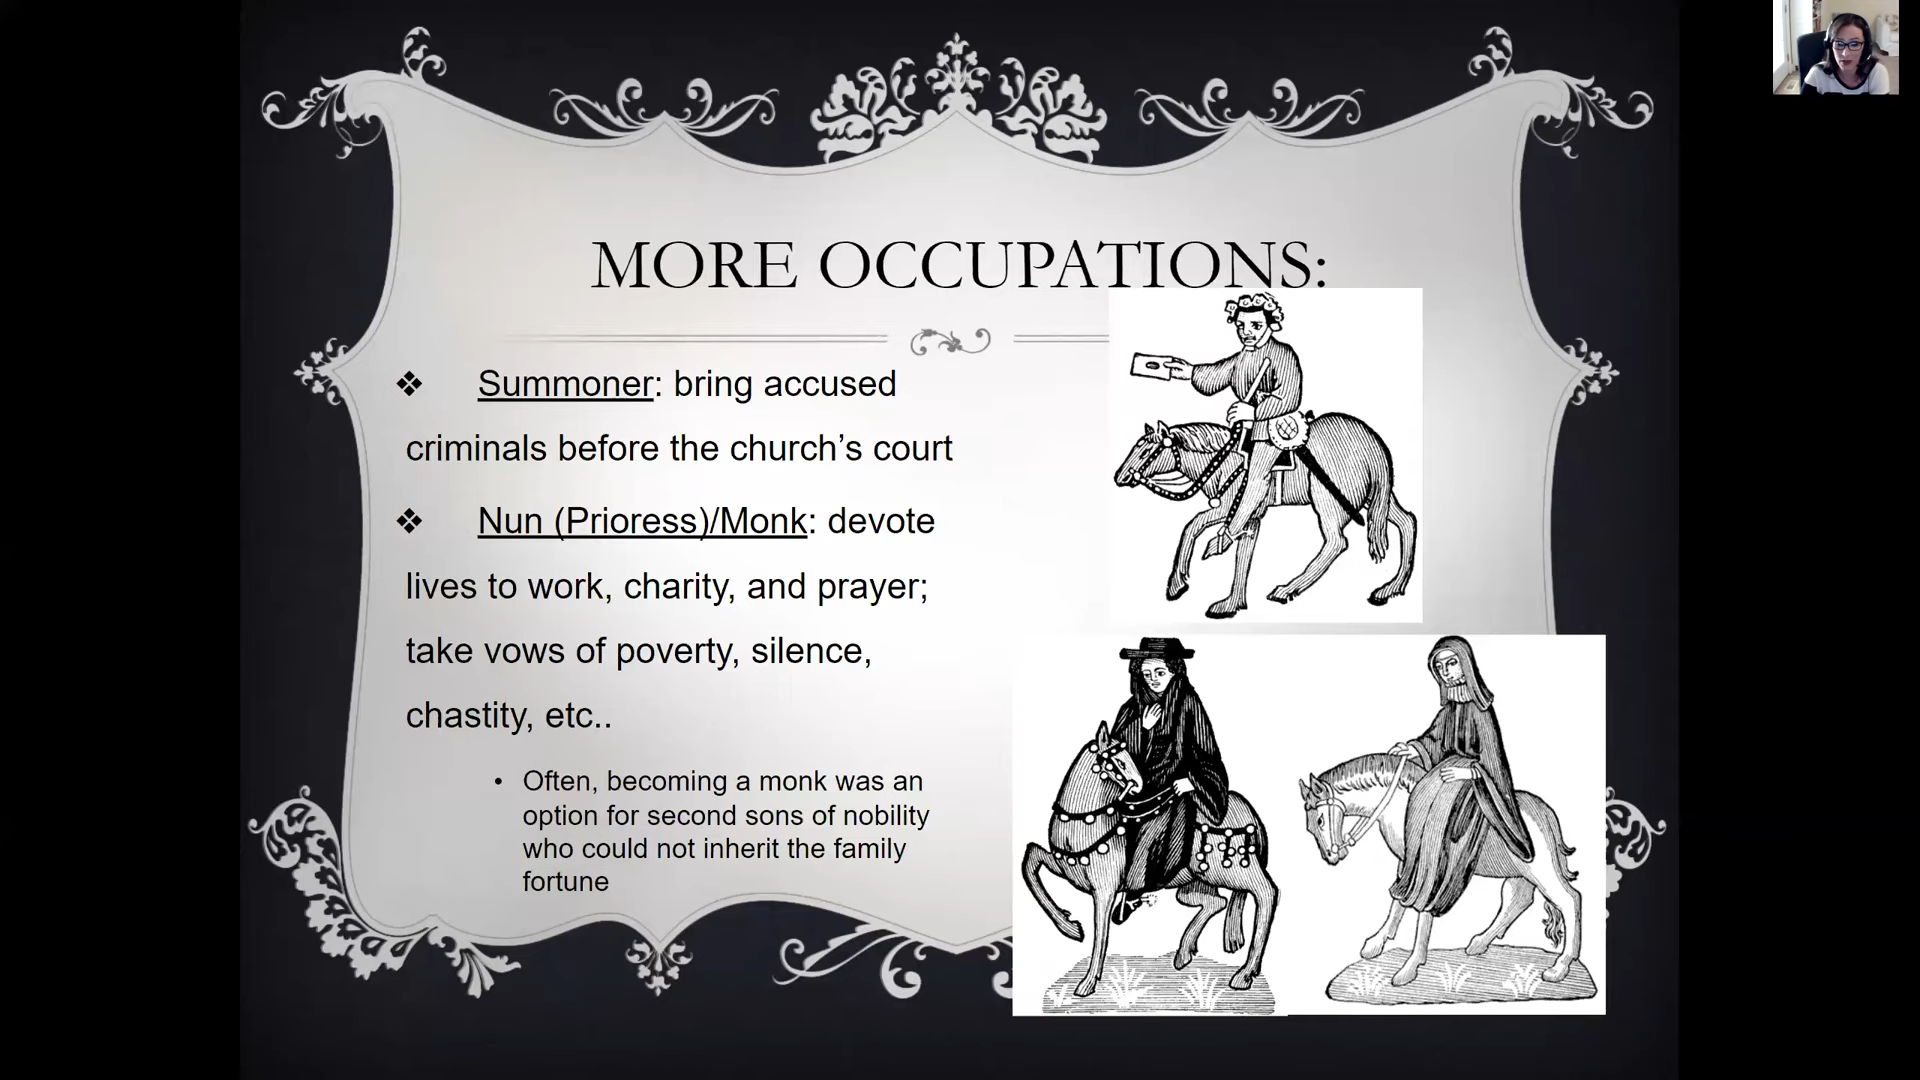 MORE OCCUPATIONS:
❖ Summoner: bring accused
criminals before the church’s court
❖ Nun (Prioress)/Monk: devote
lives to work, charity, and prayer;
take vows of poverty, silence,
chastity, etc..
• Often, becoming a monk was an
option for second sons of nobility
who could not inherit the family
fortune